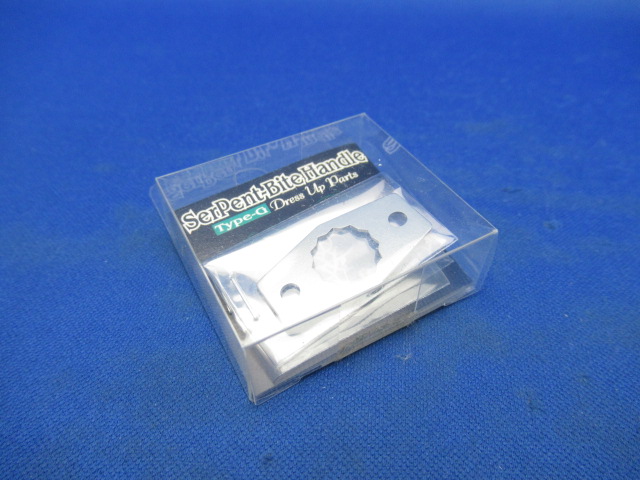 SerPent-Bite Handle
Type-G Dress Up Parts